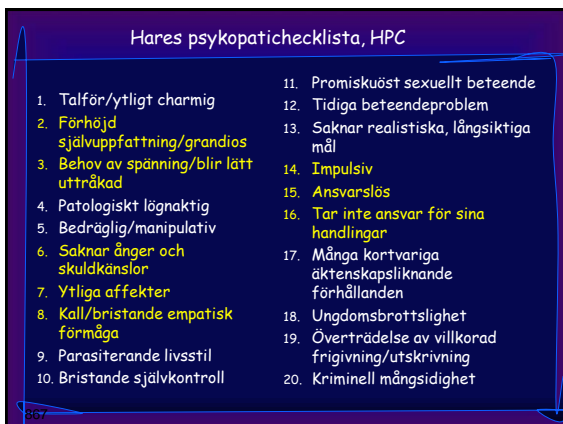 Hares psykopatichecklista, HPC
1. Talför/ytligt charmig
2. Förhöjd
självuppfattning/grandios
3. Behov av spänning/blir lätt
uttråkad
4. Patologiskt lögnaktig
5. Bedräglig/manipulativ
6. Saknar ånger och
skuldkänslor
7. Ytliga affekter
8. Kall/bristande empatisk
förmåga
9. Parasiterande livsstil
10. Bristande självkontroll
11. Promiskuöst sexuellt beteende
12. Tidiga beteendeproblem
13. Saknar realistiska, långsiktiga
mål
14. Impulsiv
15. Ansvarslös
16. Tar inte ansvar för sina
handlingar
17. Många kortvariga
äktenskapsliknande
förhållanden
18. Ungdomsbrottslighet
19. Överträdelse av villkorad
frigivning/utskrivning
20. Kriminell mångsidighet
367